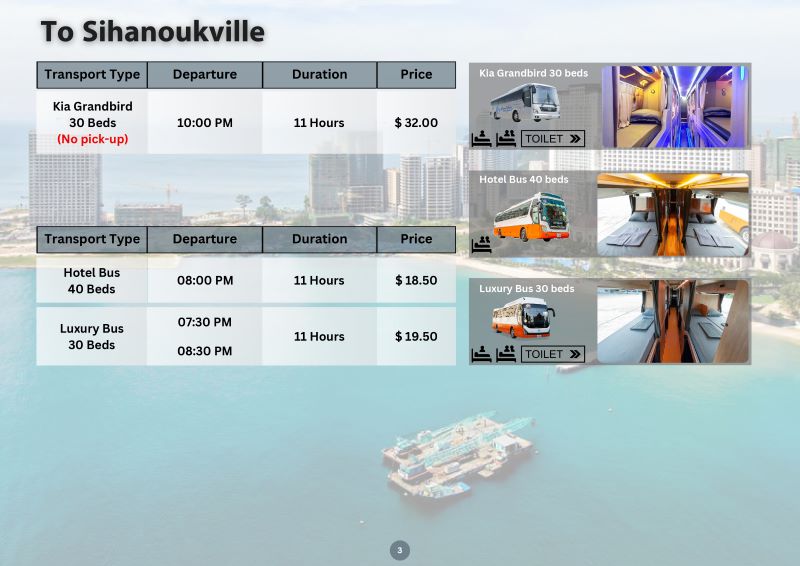 To Sihanoukville
Transport Type Departure Duration Price
Kia Grandbird
30 Beds
(No pick-up)
10:00 PM
11 Hours
$ 32.00
Transport Type Departure Duration Price
Hotel Bus
40 Beds
08:00 PM
11 Hours
$ 18.50
Luxury Bus
30 Beds
07:30 PM
08:30 PM
11 Hours
$ 19.50
Kia Grandbird 30 beds
TOILET
Hotel Bus 40 beds
Luxury Bus 30 beds
TOILET
3